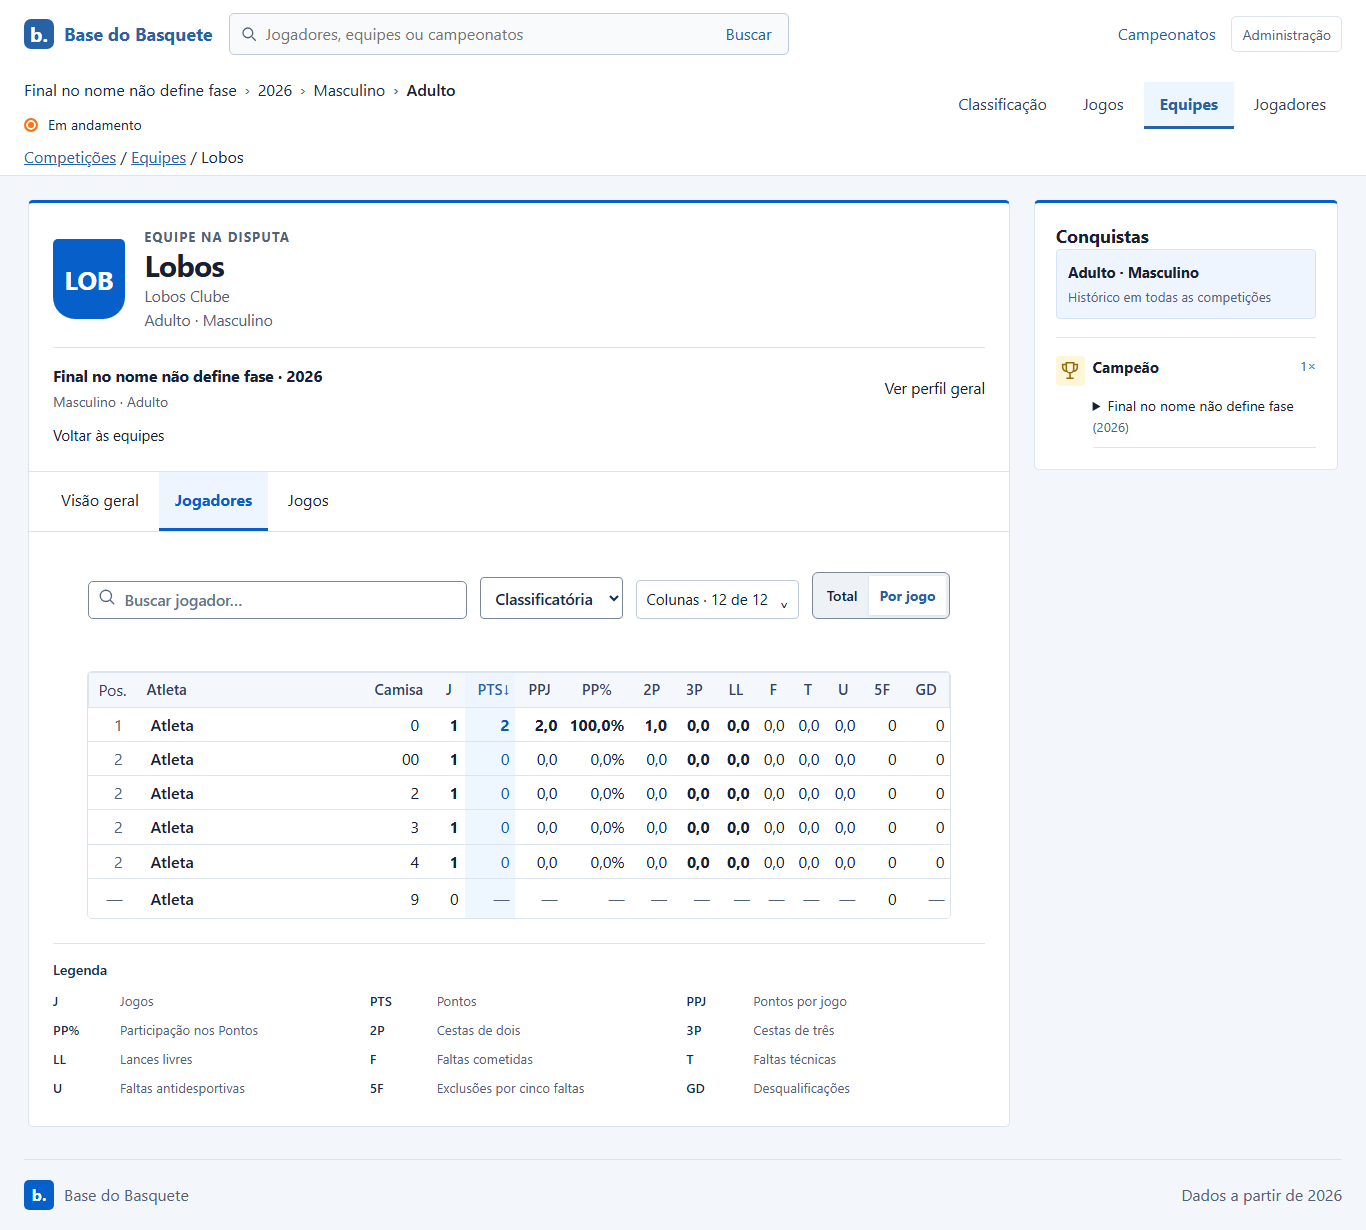 b. Base do Basquete
Jogadores, equipes ou campeonatos Buscar
Campeonatos Administração
Final no nome não define fase › 2026 › Masculino › Adulto
Em andamento
Competições / Equipes / Lobos
Classificação Jogos Equipes Jogadores
LOB
EQUIPE NA DISPUTA
Lobos
Lobos Clube
Adulto · Masculino
Final no nome não define fase · 2026
Masculino · Adulto
Voltar às equipes
Ver perfil geral
Visão geral Jogadores Jogos
Buscar jogador... Classificatória Colunas · 12 de 12 Total Por jogo
Pos. Atleta Camisa J PTS↓ PPJ PP% 2P 3P LL F T U 5F GD
1 Atleta 0 1 2 2,0 100,0% 1,0 0,0 0,0 0,0 0,0 0,0 0 0
2 Atleta 00 1 0 0,0 0,0% 0,0 0,0 0,0 0,0 0,0 0,0 0 0
2 Atleta 2 1 0 0,0 0,0% 0,0 0,0 0,0 0,0 0,0 0,0 0 0
2 Atleta 3 1 0 0,0 0,0% 0,0 0,0 0,0 0,0 0,0 0,0 0 0
2 Atleta 4 1 0 0,0 0,0% 0,0 0,0 0,0 0,0 0,0 0,0 0 0
— Atleta 9 0 — — — — — — — — — 0 —
Legenda
J Jogos PTS Pontos PPJ Pontos por jogo
PP% Participação nos Pontos 2P Cestas de dois 3P Cestas de três
LL Lances livres F Faltas cometidas T Faltas técnicas
U Faltas antidesportivas 5F Exclusões por cinco faltas GD Desqualificações
Conquistas
Adulto · Masculino
Histórico em todas as competições
Campeão 1×
▶ Final no nome não define fase
(2026)
b. Base do Basquete
Dados a partir de 2026